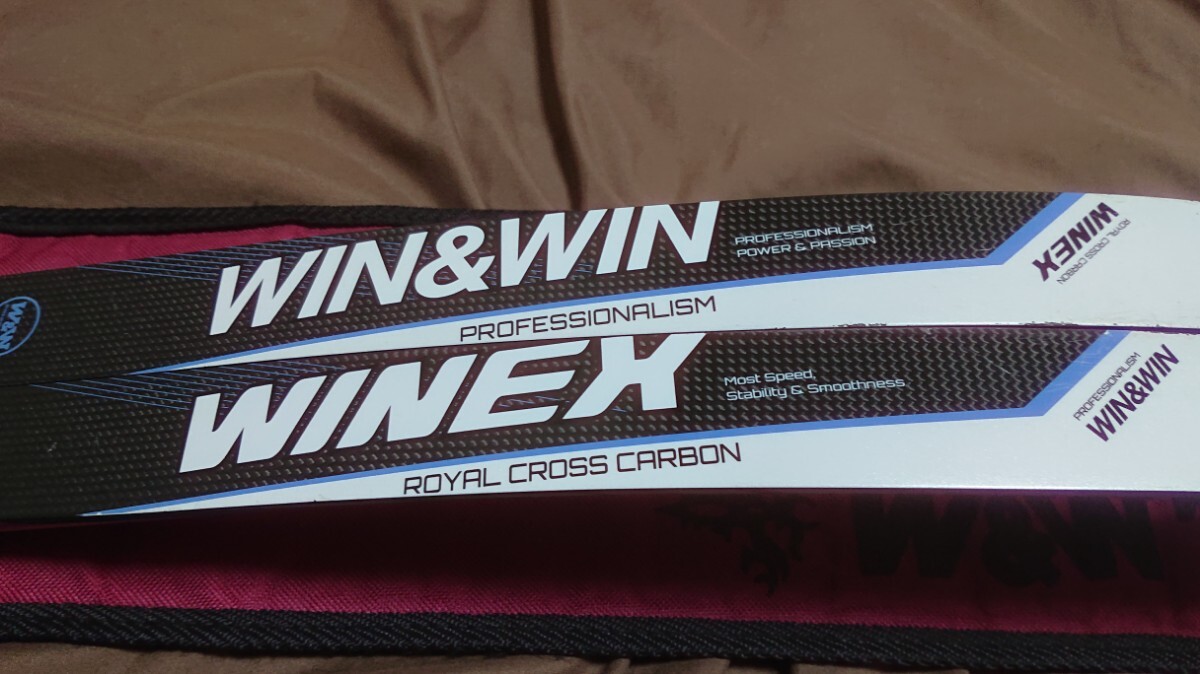 WIN&WIN
PROFESSIONALISM
POWER & PASSION
PROFESSIONALISM
WINEX
ROYAL CROSS CARBON
WINEX
Most Speed,
Stability & Smoothness
ROYAL CROSS CARBON
PROFESSIONALISM
WIN&WIN
W&W